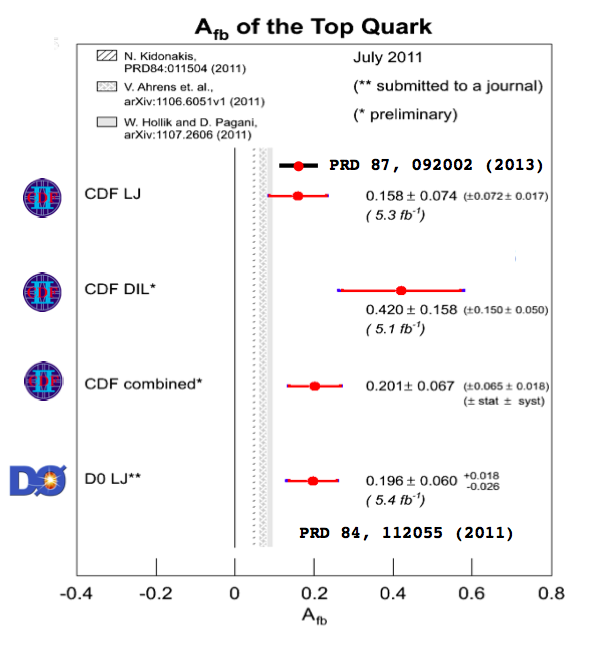 A_fb of the Top Quark
N. Kidonakis,
PRD84:011504 (2011)
V. Ahrens et. al.,
arXiv:1106.6051v1 (2011)
W. Hollik and D. Pagani,
arXiv:1107.2606 (2011)
July 2011
(** submitted to a journal)
(* preliminary)
PRD 87, 092002 (2013)
CDF LJ
0.158 ± 0.074 (±0.072 ± 0.017)
( 5.3 fb⁻¹)
CDF DIL*
0.420 ± 0.158 (±0.150 ± 0.050)
( 5.1 fb⁻¹)
CDF combined*
0.201± 0.067 (±0.065 ± 0.018)
(± stat ± syst)
DØ
D0 LJ**
0.196 ± 0.060 +0.018
-0.026
( 5.4 fb⁻¹)
PRD 84, 112055 (2011)
-0.4 -0.2 0 0.2 0.4 0.6 0.8
A_fb